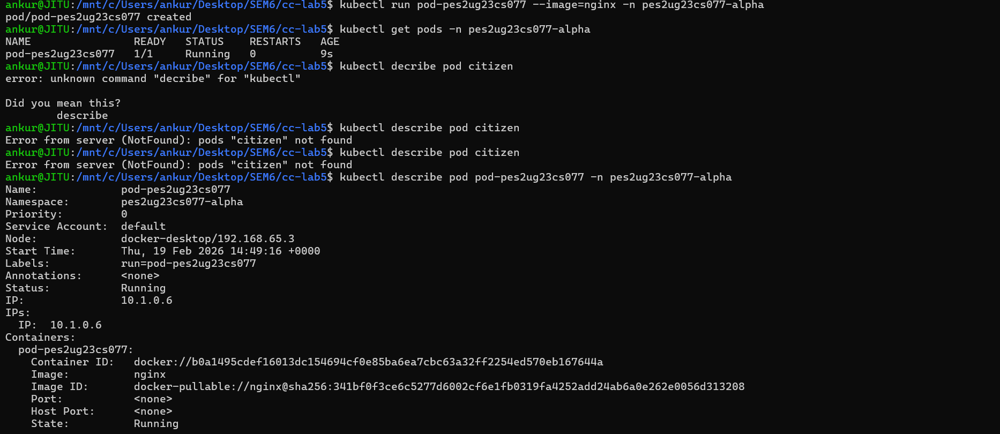 ankur@JITU:/mnt/c/Users/ankur/Desktop/SEM6/cc-lab5$ kubectl run pod-pes2ug23cs077 --image=nginx -n pes2ug23cs077-alpha
pod/pod-pes2ug23cs077 created
ankur@JITU:/mnt/c/Users/ankur/Desktop/SEM6/cc-lab5$ kubectl get pods -n pes2ug23cs077-alpha
NAME                READY   STATUS    RESTARTS   AGE
pod-pes2ug23cs077   1/1     Running   0          9s
ankur@JITU:/mnt/c/Users/ankur/Desktop/SEM6/cc-lab5$ kubectl decribe pod citizen
error: unknown command "decribe" for "kubectl"

Did you mean this?
        describe
ankur@JITU:/mnt/c/Users/ankur/Desktop/SEM6/cc-lab5$ kubectl describe pod citizen
Error from server (NotFound): pods "citizen" not found
ankur@JITU:/mnt/c/Users/ankur/Desktop/SEM6/cc-lab5$ kubectl describe pod citizen
Error from server (NotFound): pods "citizen" not found
ankur@JITU:/mnt/c/Users/ankur/Desktop/SEM6/cc-lab5$ kubectl describe pod pod-pes2ug23cs077 -n pes2ug23cs077-alpha
Name:             pod-pes2ug23cs077
Namespace:        pes2ug23cs077-alpha
Priority:         0
Service Account:  default
Node:             docker-desktop/192.168.65.3
Start Time:       Thu, 19 Feb 2026 14:49:16 +0000
Labels:           run=pod-pes2ug23cs077
Annotations:      <none>
Status:           Running
IP:               10.1.0.6
IPs:
  IP:  10.1.0.6
Containers:
  pod-pes2ug23cs077:
    Container ID:   docker://b0a1495cdef16013dc154694cf0e85ba6ea7cbc63a32ff2254ed570eb167644a
    Image:          nginx
    Image ID:       docker-pullable://nginx@sha256:341bf0f3ce6c5277d6002cf6e1fb0319fa4252add24ab6a0e262e0056d313208
    Port:           <none>
    Host Port:      <none>
    State:          Running